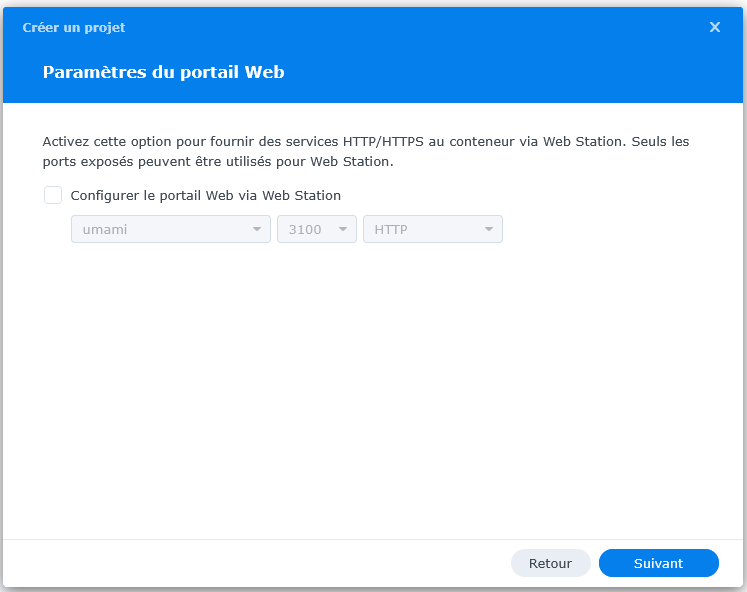 Créer un projet
X
Paramètres du portail Web
Activez cette option pour fournir des services HTTP/HTTPS au conteneur via Web Station. Seuls les
ports exposés peuvent être utilisés pour Web Station.
Configurer le portail Web via Web Station
umami 3100 HTTP
Retour Suivant